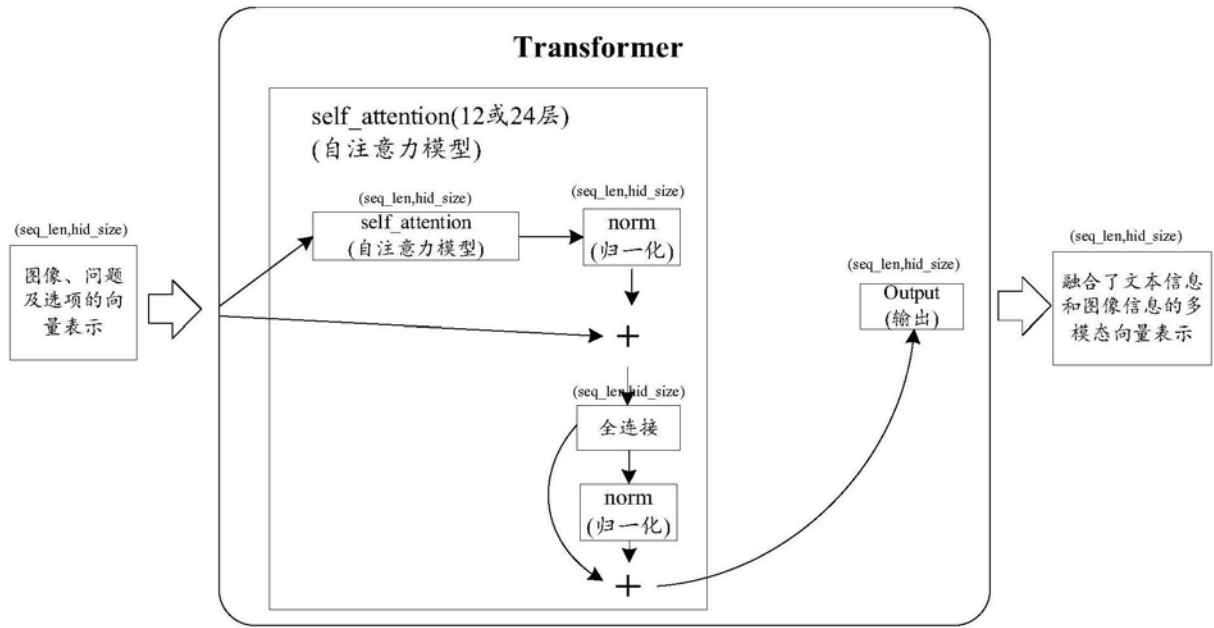 Transformer
self_attention(12或24层)
(自注意力模型)
(seq_len,hid_size)
self_attention
(自注意力模型)
(seq_len,hid_size)
norm
(归一化)
(seq_len,hid_size)
图像、问题
及选项的向
量表示
+
(seq_len,hid_size)
全连接
norm
(归一化)
+
(seq_len,hid_size)
Output
(输出)
(seq_len,hid_size)
融合了文本信息
和图像信息的多
模态向量表示